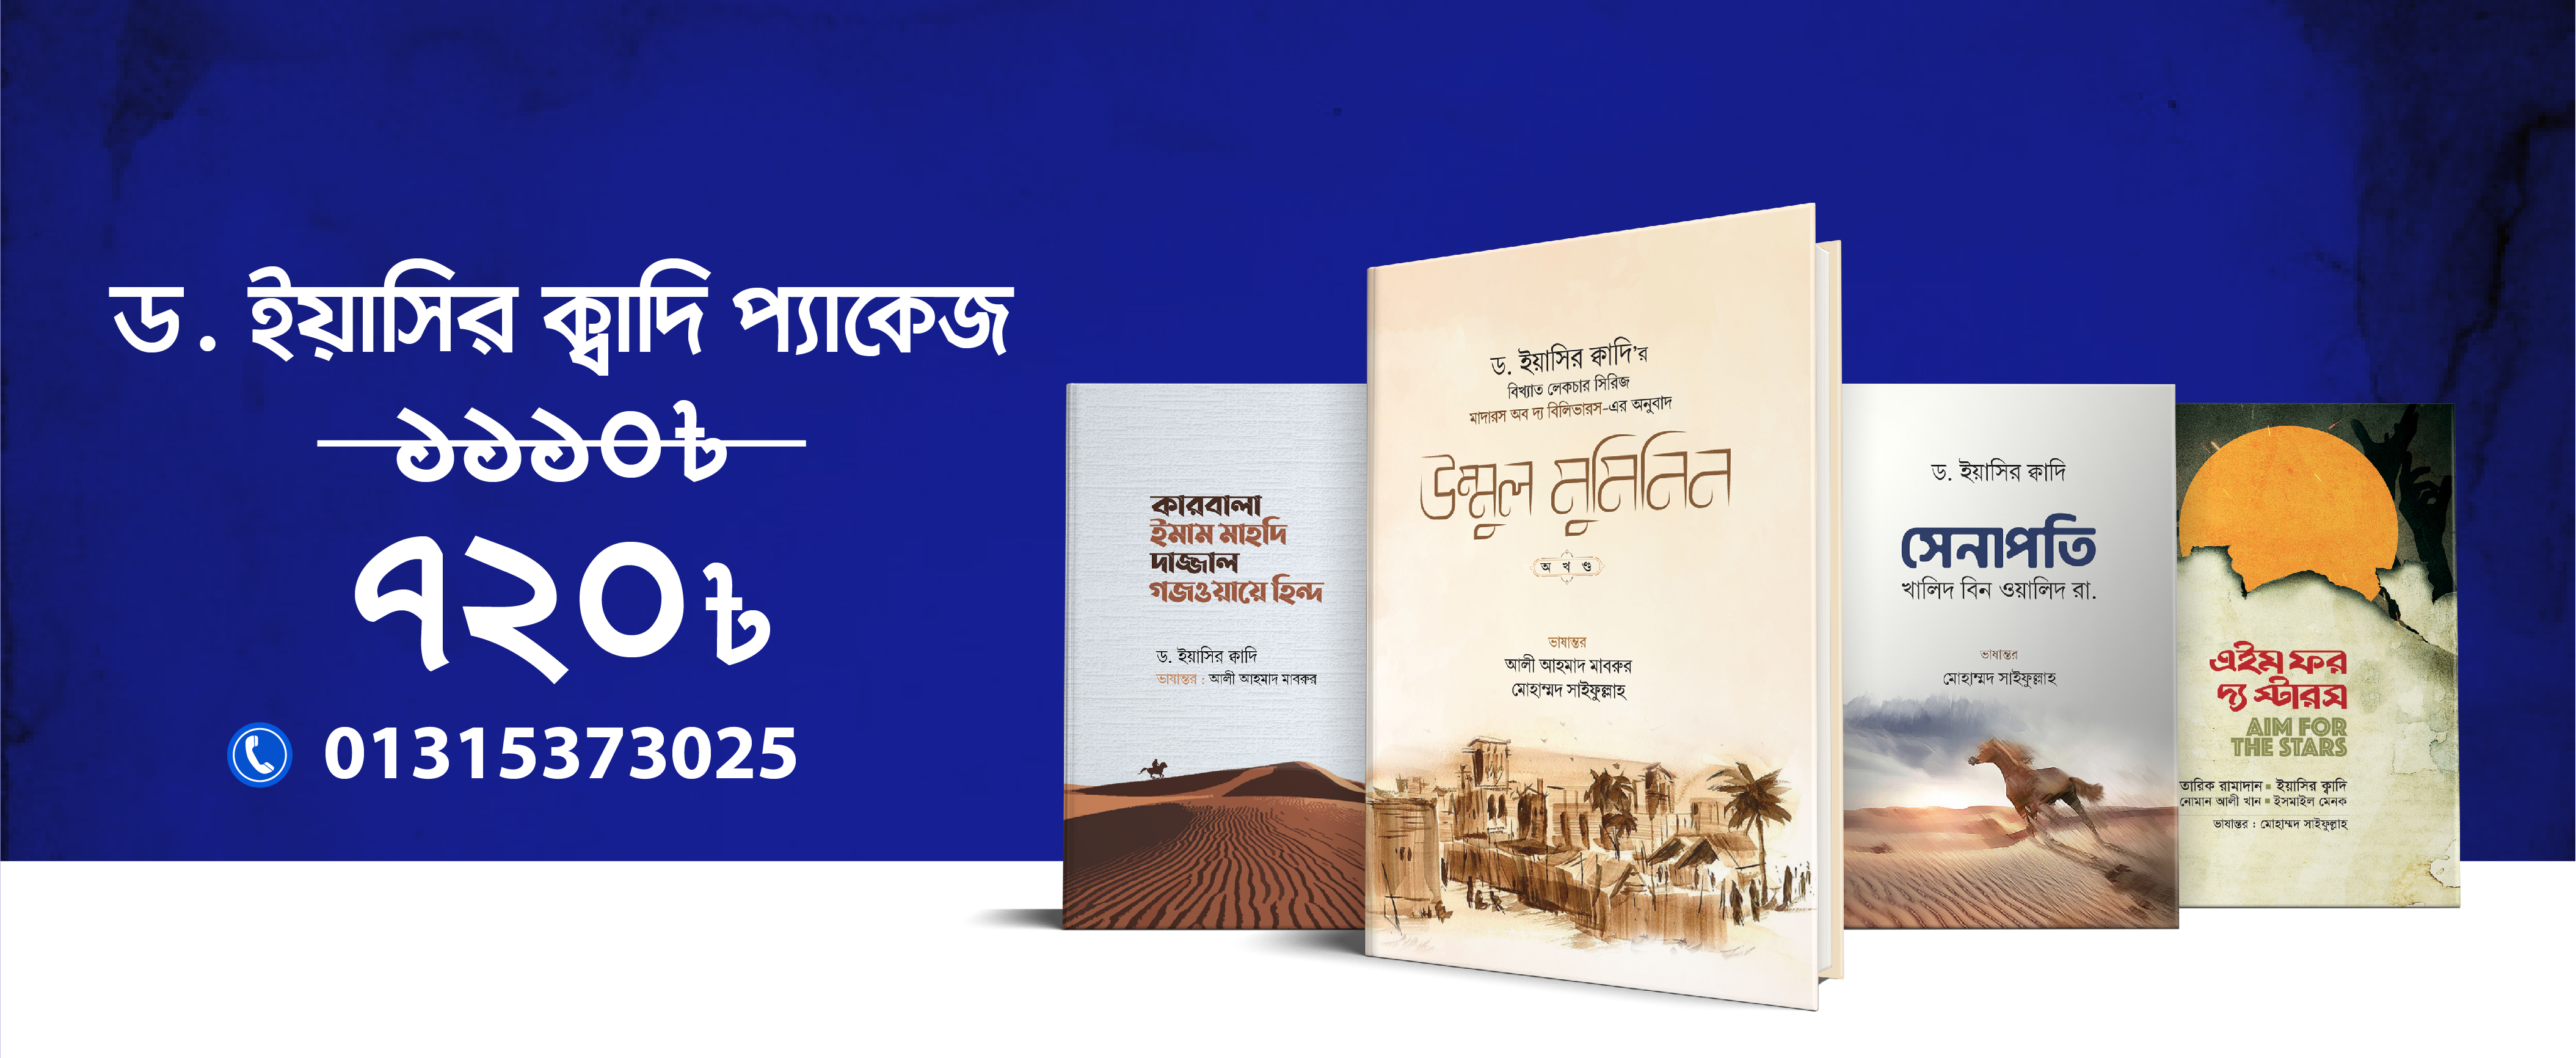 ড. ইয়াসির ক্বাদি প্যাকেজ
১১১০৳
৭২০৳
01315373025
কারবালা
ইমাম মাহদি
দাজ্জাল
গজওয়ায়ে হিন্দ
ড. ইয়াসির ক্বাদি
ভাষান্তর : আলী আহমাদ মাবরুর
ড. ইয়াসির ক্বাদি'র
বিখ্যাত লেকচার সিরিজ
মাদারস অব দ্য বিলিভারস-এর অনুবাদ
উম্মুল মুমিনিন
অখণ্ড
ভাষান্তর
আলী আহমাদ মাবরুর
মোহাম্মদ সাইফুল্লাহ
ড. ইয়াসির ক্বাদি
সেনাপতি
খালিদ বিন ওয়ালিদ রা.
ভাষান্তর
মোহাম্মদ সাইফুল্লাহ
এইম ফর
দ্য স্টারস
AIM FOR
THE STARS
তারিক রামাদান ▪ ইয়াসির ক্বাদি
নোমান আলী খান ▪ ইসমাইল মেনক
ভাষান্তর : মোহাম্মদ সাইফুল্লাহ